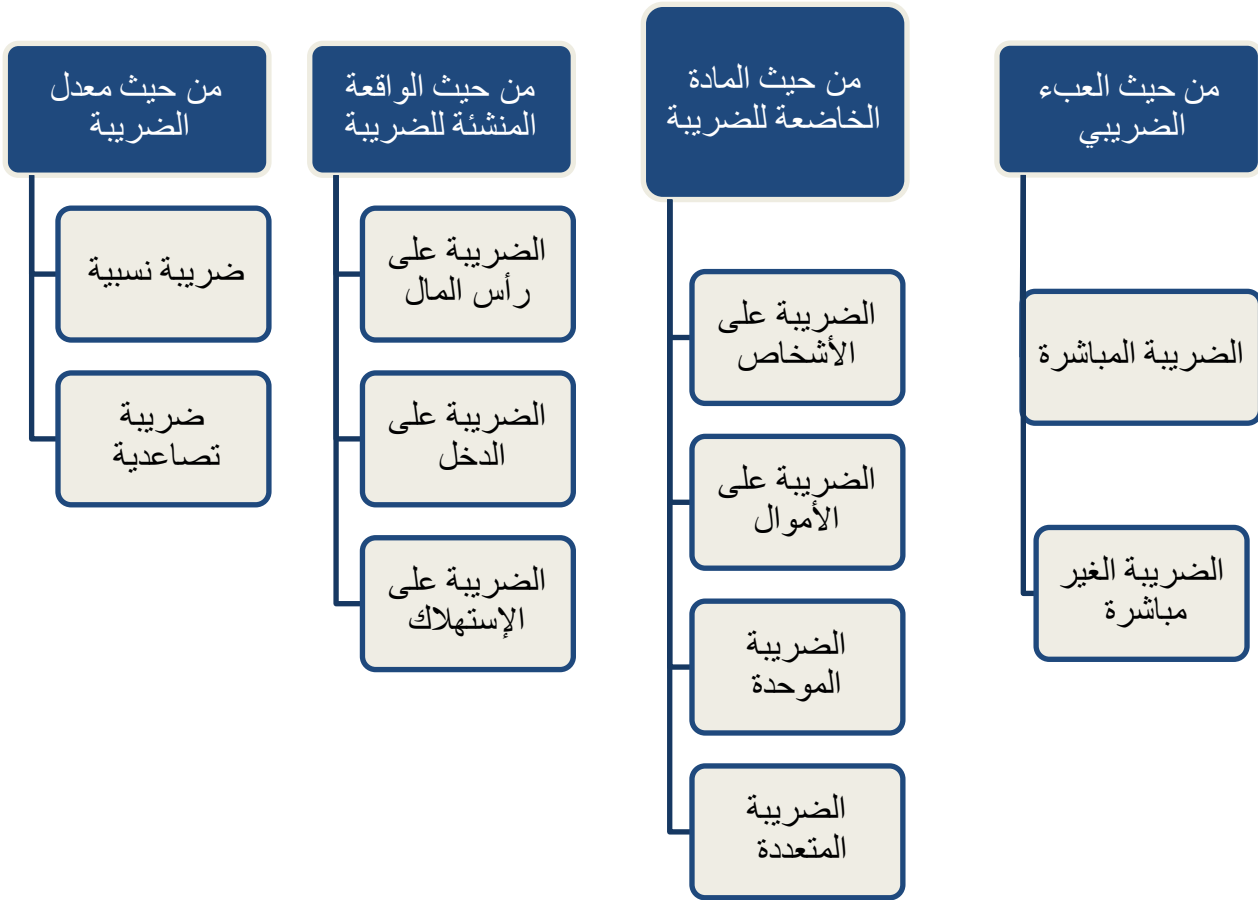 من حيث العبء
الضريبي
الضريبة المباشرة
الضريبة الغير
مباشرة
من حيث المادة
الخاضعة للضريبة
الضريبة على
الأشخاص
الضريبة على
الأموال
الضريبة
الموحدة
الضريبة
المتعددة
من حيث الواقعة
المنشئة للضريبة
الضريبة على
رأس المال
الضريبة على
الدخل
الضريبة على
الإستهلاك
من حيث معدل
الضريبة
ضريبة نسبية
ضريبة
تصاعدية